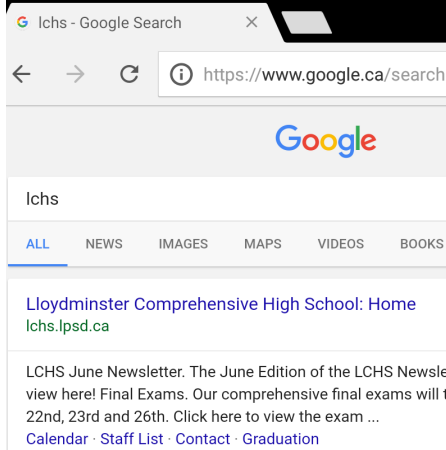 lchs - Google Search
https://www.google.ca/search
Google
lchs
ALL NEWS IMAGES MAPS VIDEOS BOOKS
Lloydminster Comprehensive High School: Home
lchs.lpsd.ca
LCHS June Newsletter. The June Edition of the LCHS Newsle
view here! Final Exams. Our comprehensive final exams will
22nd, 23rd and 26th. Click here to view the exam ...
Calendar · Staff List · Contact · Graduation